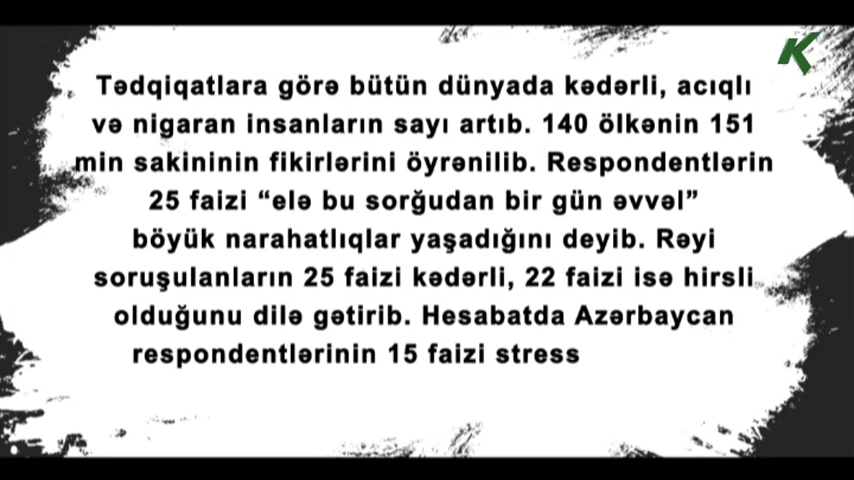 Tədqiqatlara görə bütün dünyada kədərli, acıqlı
və nigaran insanların sayı artıb. 140 ölkənin 151
min sakininin fikirlərini öyrənilib. Respondentlərin
25 faizi “elə bu sorğudan bir gün əvvəl”
böyük narahatlıqlar yaşadığını deyib. Rəyi
soruşulanların 25 faizi kədərli, 22 faizi isə hirsli
olduğunu dilə gətirib. Hesabatda Azərbaycan
respondentlərinin 15 faizi stress
K